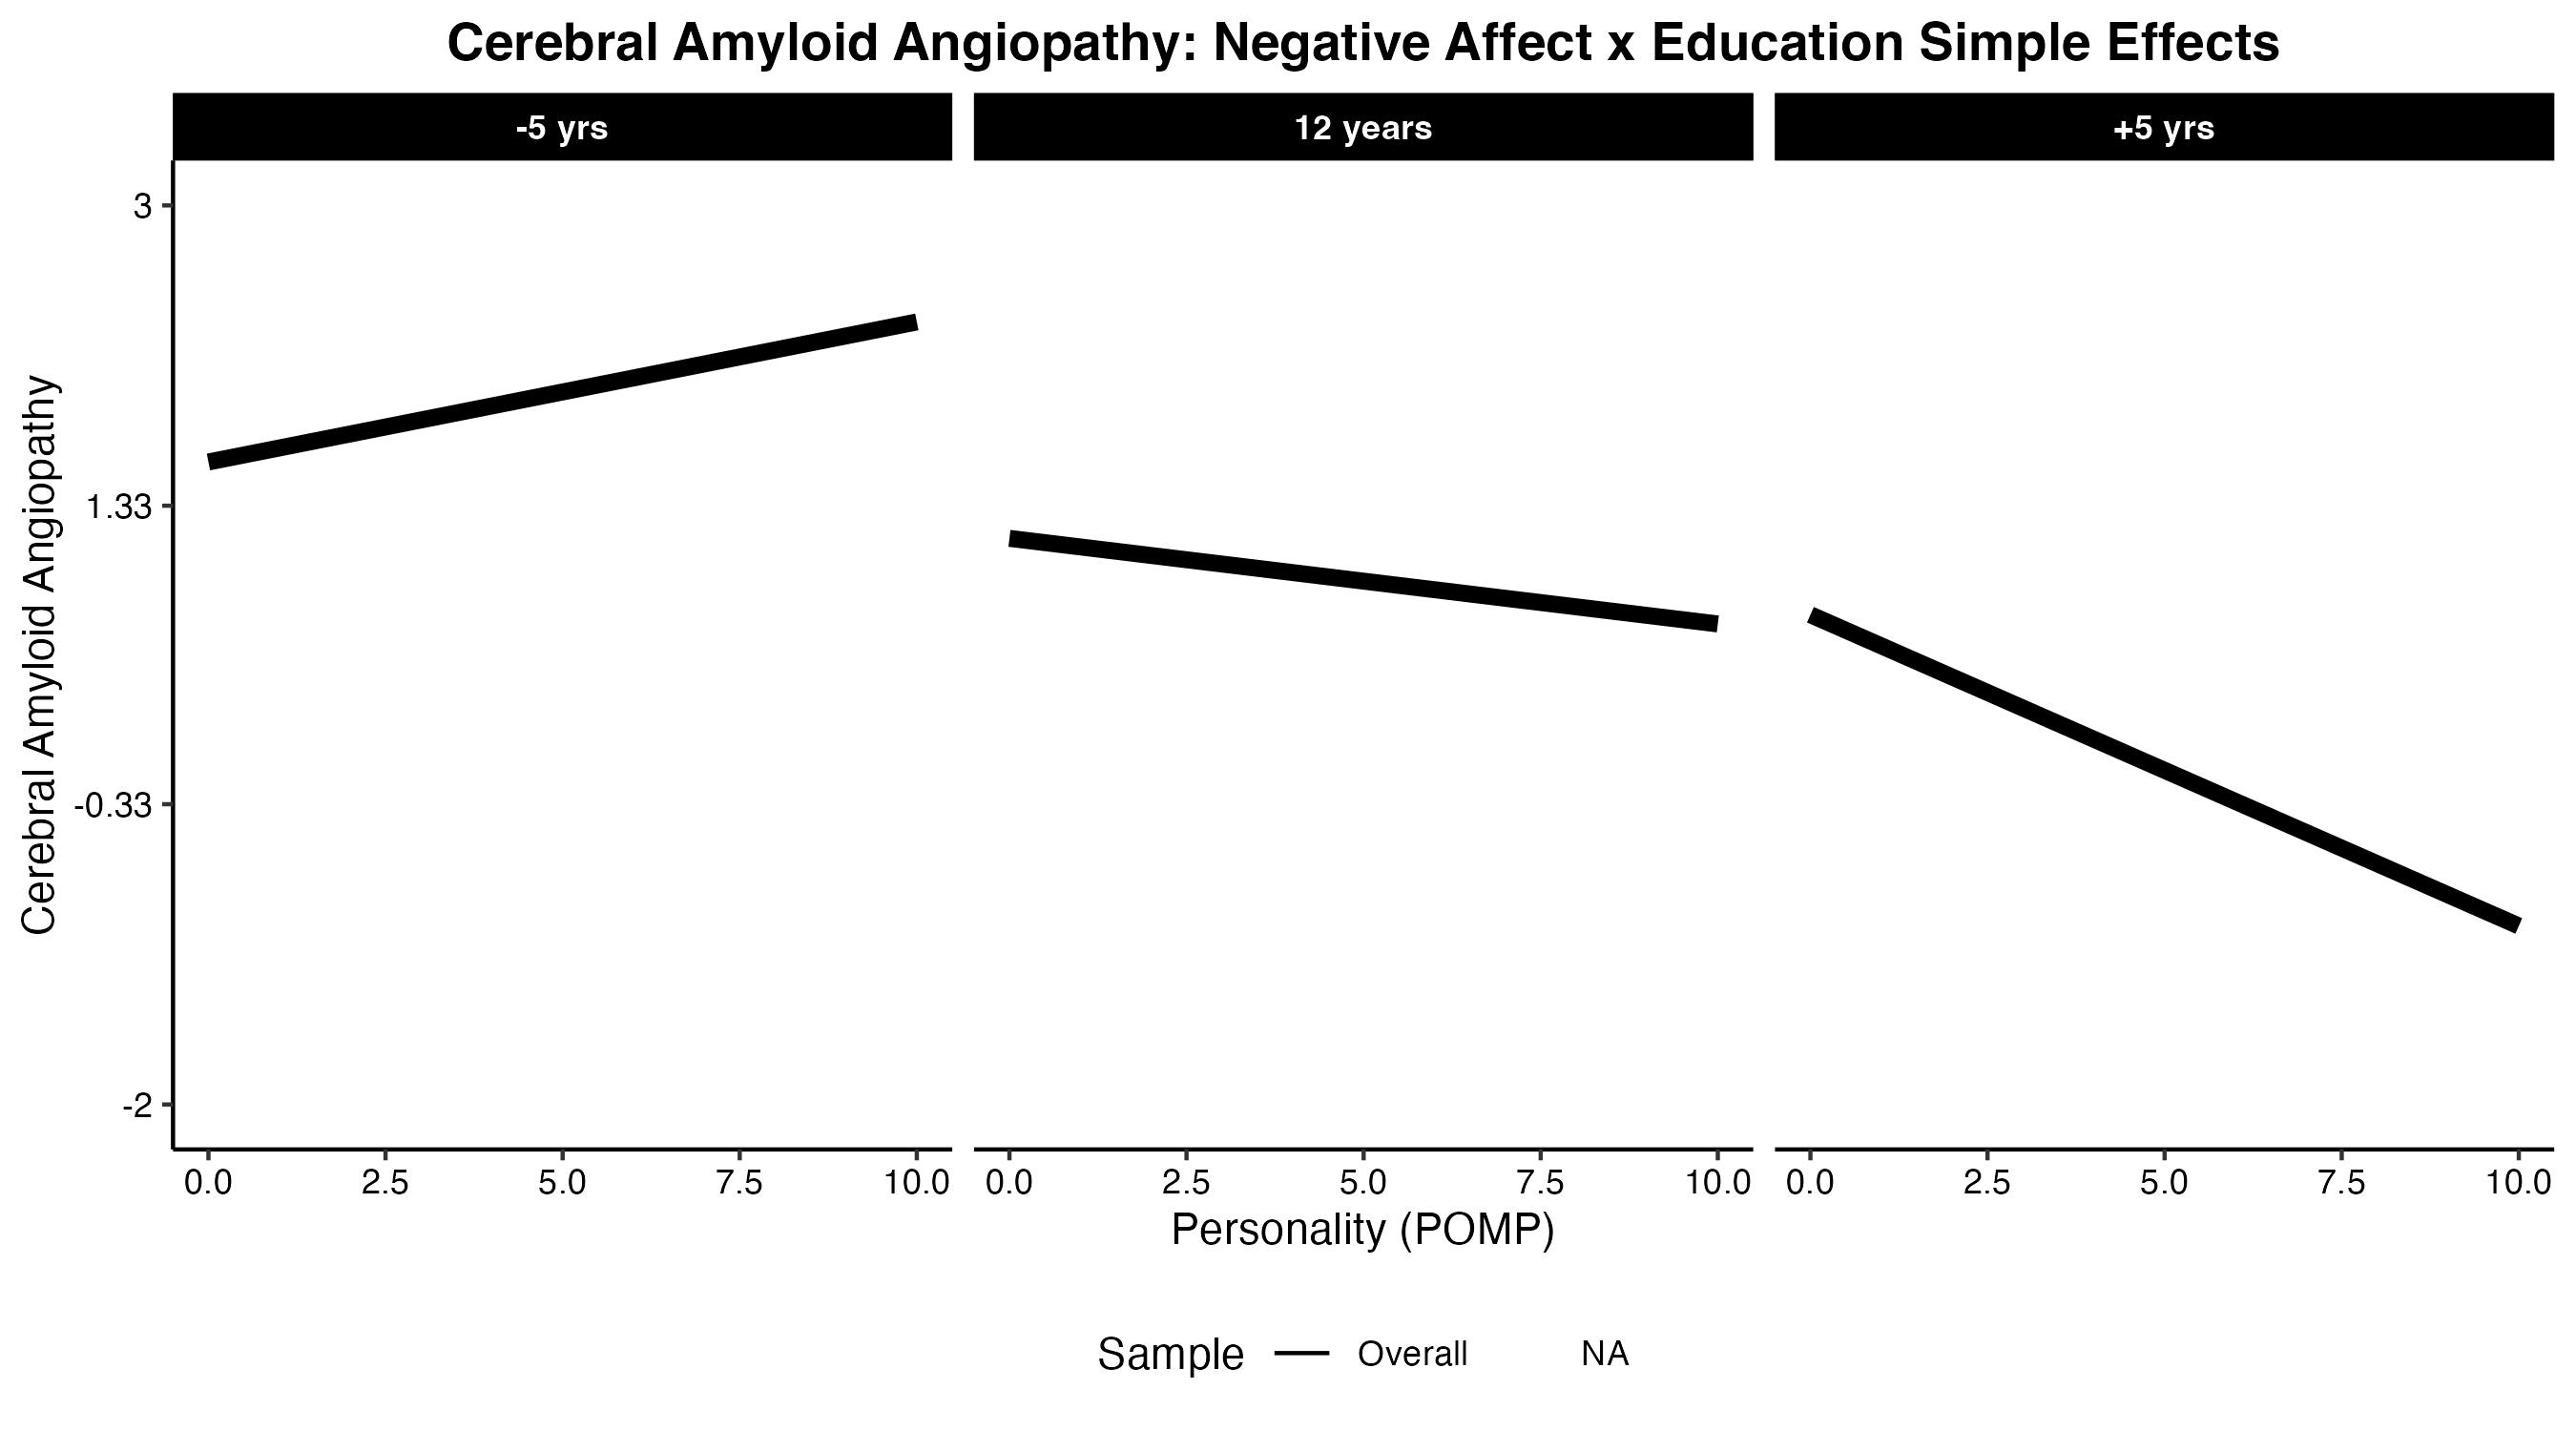 Cerebral Amyloid Angiopathy: Negative Affect x Education Simple Effects
-5 yrs
12 years
+5 yrs
Cerebral Amyloid Angiopathy
3
1.33
-0.33
-2
0.0 2.5 5.0 7.5 10.0
0.0 2.5 5.0 7.5 10.0
0.0 2.5 5.0 7.5 10.0
Personality (POMP)
Sample Overall NA